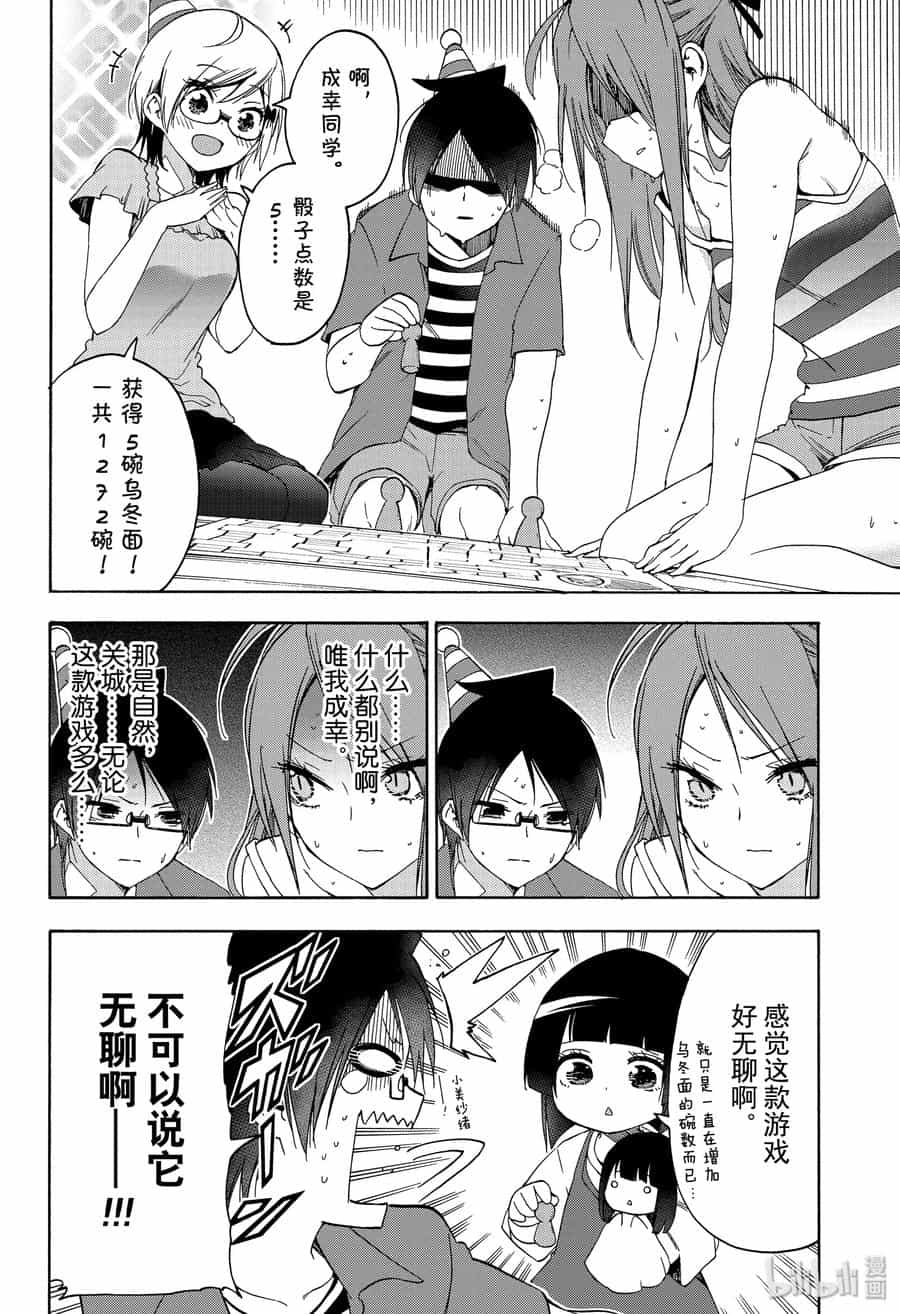 啊，
成幸同学。
骰子点数是
5……
获得5碗乌冬面！
一共1272碗！
什么……
什么都别说啊，
唯我成幸。
那是自然，
关城……无论
这款游戏多么……
感觉这款游戏
好无聊啊。
就只是一直在增加
乌冬面的碗数而已…
小美纱绪
！
ズガーン
不可以说它
无聊啊——!!!
bilibili漫画